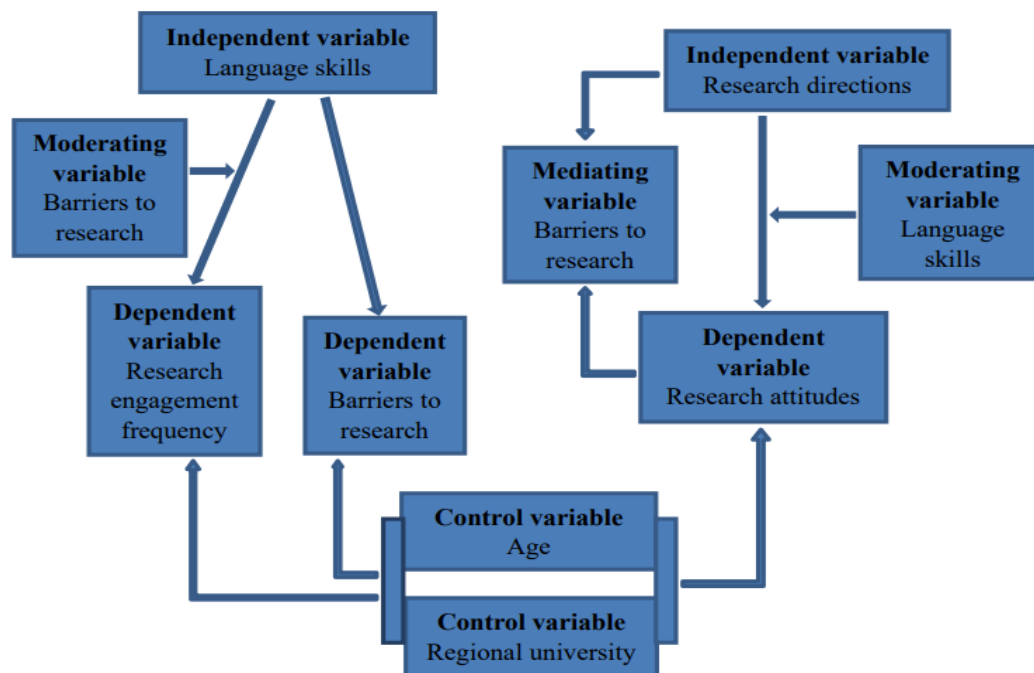 Independent variable
Language skills
Independent variable
Research directions
Moderating
variable
Barriers to
research
Mediating
variable
Barriers to
research
Moderating
variable
Language
skills
Dependent
variable
Research
engagement
frequency
Dependent
variable
Barriers to
research
Dependent
variable
Research attitudes
Control variable
Age
Control variable
Regional university